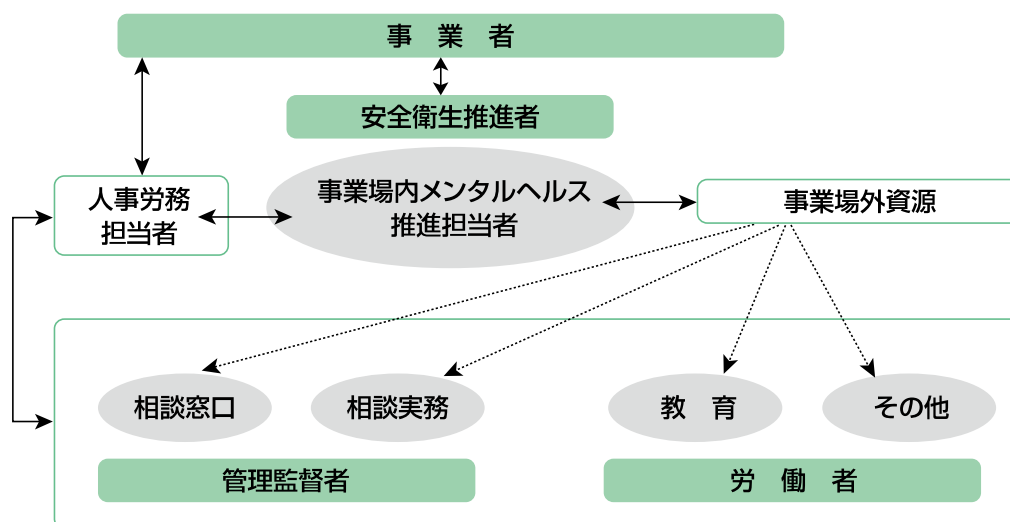 事 業 者
安全衛生推進者
人事労務
担当者
事業場内メンタルヘルス
推進担当者
事業場外資源
相談窓口
相談実務
教 育
その他
管理監督者
労 働 者